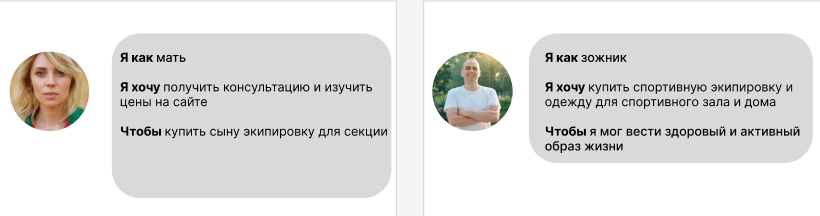 Я как мать
Я хочу получить консультацию и изучить
цены на сайте
Чтобы купить сыну экипировку для секции
Я как зожник
Я хочу купить спортивную экипировку и
одежду для спортивного зала и дома
Чтобы я мог вести здоровый и активный
образ жизни